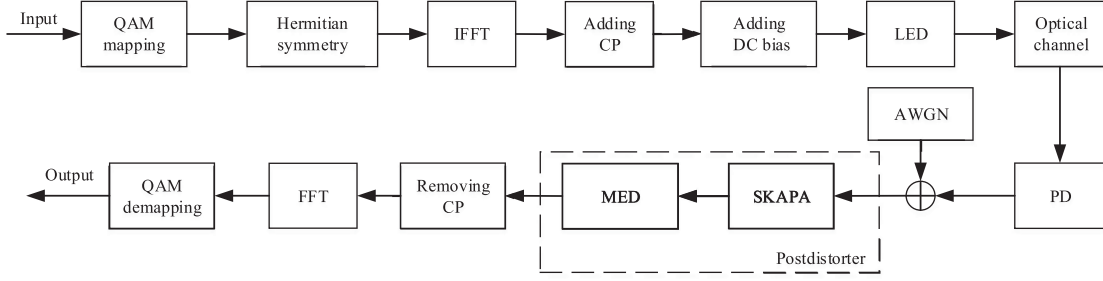 Input
QAM
mapping
Hermitian
symmetry
IFFT
Adding
CP
Adding
DC bias
LED
Optical
channel
AWGN
Output
QAM
demapping
FFT
Removing
CP
MED
SKAPA
PD
Postdistorter